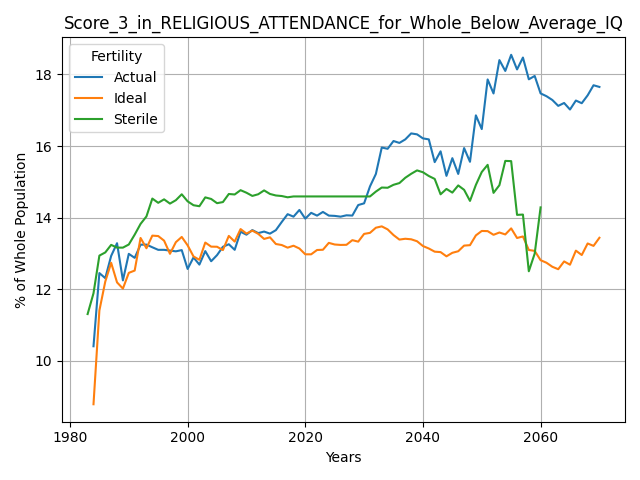 Score_3_in_RELIGIOUS_ATTENDANCE_for_Whole_Below_Average_IQ
Fertility
Actual
Ideal
Sterile
% of Whole Population
18
16
14
12
10
1980
2000
2020
2040
2060
Years